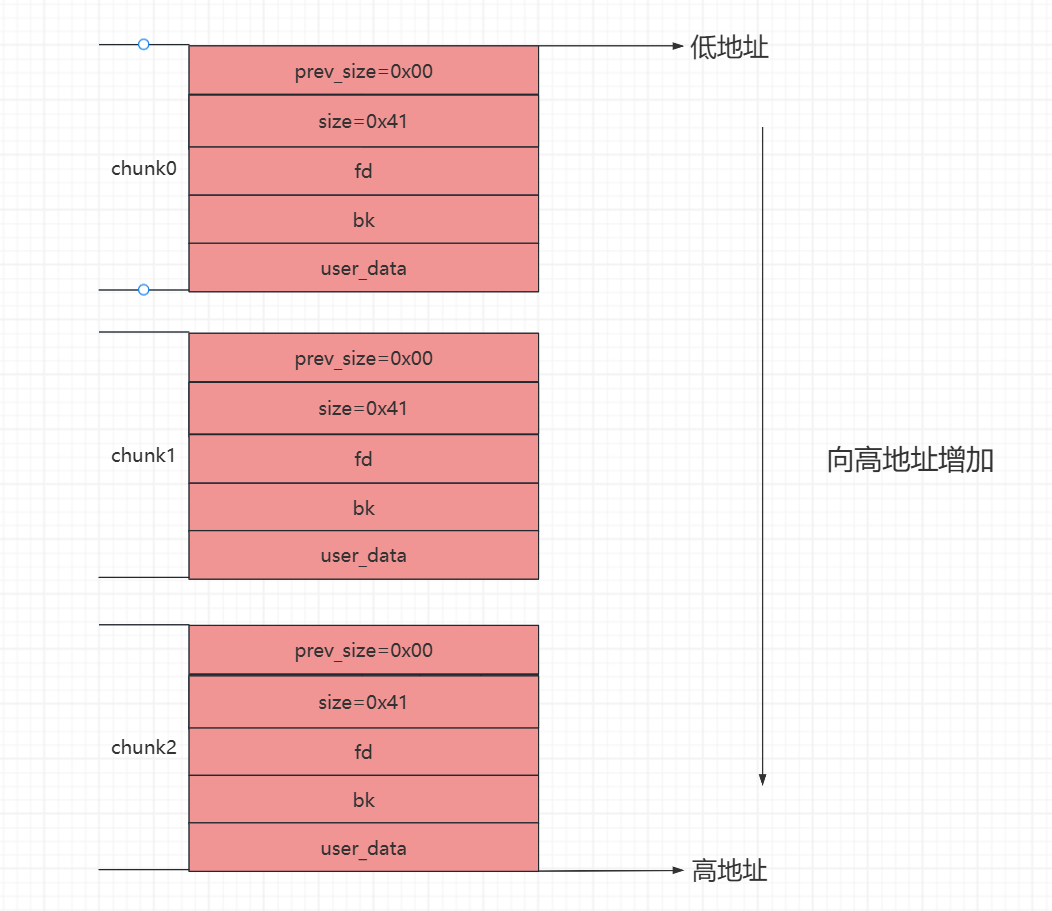 低地址
prev_size=0x00
size=0x41
chunk0
fd
bk
user_data
prev_size=0x00
size=0x41
chunk1
fd
向高地址增加
bk
user_data
prev_size=0x00
size=0x41
chunk2
fd
bk
user_data
高地址